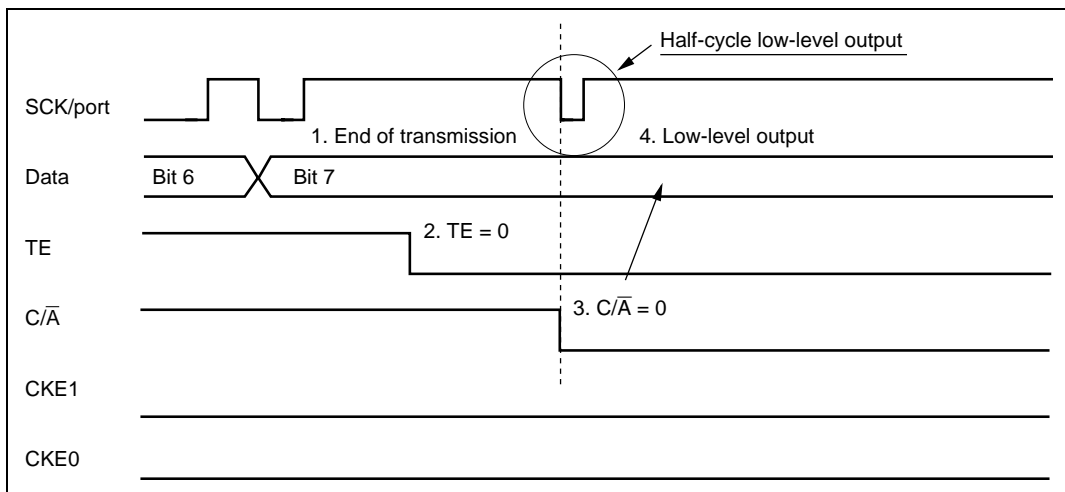 Half-cycle low-level output
SCK/port
1. End of transmission
4. Low-level output
Data
Bit 6
Bit 7
TE
2. TE = 0
C/A̅
3. C/A̅ = 0
CKE1
CKE0